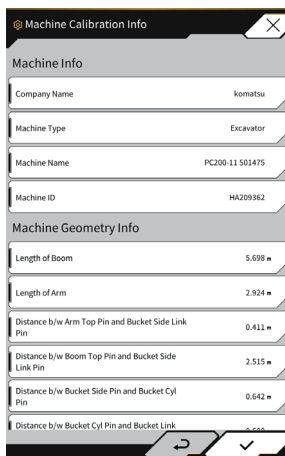 Machine Calibration Info
Machine Info
Company Name komatsu
Machine Type Excavator
Machine Name PC200-11 501475
Machine ID HA209362
Machine Geometry Info
Length of Boom 5.698 m
Length of Arm 2.924 m
Distance b/w Arm Top Pin and Bucket Side Link
Pin 0.411 m
Distance b/w Boom Top Pin and Bucket Side
Link Pin 2.515 m
Distance b/w Bucket Side Pin and Bucket Cyl
Pin 0.642 m
Distance b/w Bucket Cyl Pin and Bucket Link